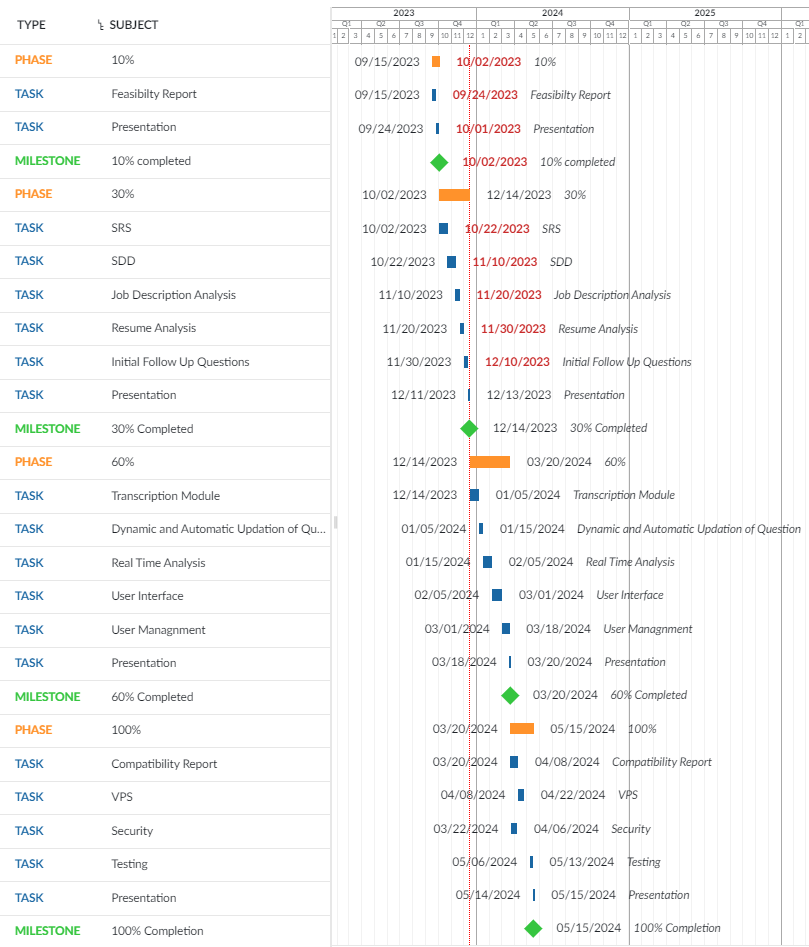 TYPE SUBJECT 2023 2024 2025
Q1 Q2 Q3 Q4 Q1 Q2 Q3 Q4 Q1 Q2 Q3 Q4 Q1
1 2 3 4 5 6 7 8 9 10 11 12 1 2 3 4 5 6 7 8 9 10 11 12 1 2 3 4 5 6 7 8 9 10 11 12 1 2
PHASE 10% 09/15/2023 10/02/2023 10%
TASK Feasibilty Report 09/15/2023 09/24/2023 Feasibilty Report
TASK Presentation 09/24/2023 10/01/2023 Presentation
MILESTONE 10% completed 10/02/2023 10% completed
PHASE 30% 10/02/2023 12/14/2023 30%
TASK SRS 10/02/2023 10/22/2023 SRS
TASK SDD 10/22/2023 11/10/2023 SDD
TASK Job Description Analysis 11/10/2023 11/20/2023 Job Description Analysis
TASK Resume Analysis 11/20/2023 11/30/2023 Resume Analysis
TASK Initial Follow Up Questions 11/30/2023 12/10/2023 Initial Follow Up Questions
TASK Presentation 12/11/2023 12/13/2023 Presentation
MILESTONE 30% Completed 12/14/2023 30% Completed
PHASE 60% 12/14/2023 03/20/2024 60%
TASK Transcription Module 12/14/2023 01/05/2024 Transcription Module
TASK Dynamic and Automatic Updation of Qu... 01/05/2024 01/15/2024 Dynamic and Automatic Updation of Question
TASK Real Time Analysis 01/15/2024 02/05/2024 Real Time Analysis
TASK User Interface 02/05/2024 03/01/2024 User Interface
TASK User Managnment 03/01/2024 03/18/2024 User Managnment
TASK Presentation 03/18/2024 03/20/2024 Presentation
MILESTONE 60% Completed 03/20/2024 60% Completed
PHASE 100% 03/20/2024 05/15/2024 100%
TASK Compatibility Report 03/20/2024 04/08/2024 Compatibility Report
TASK VPS 04/08/2024 04/22/2024 VPS
TASK Security 03/22/2024 04/06/2024 Security
TASK Testing 05/06/2024 05/13/2024 Testing
TASK Presentation 05/14/2024 05/15/2024 Presentation
MILESTONE 100% Completion 05/15/2024 100% Completion